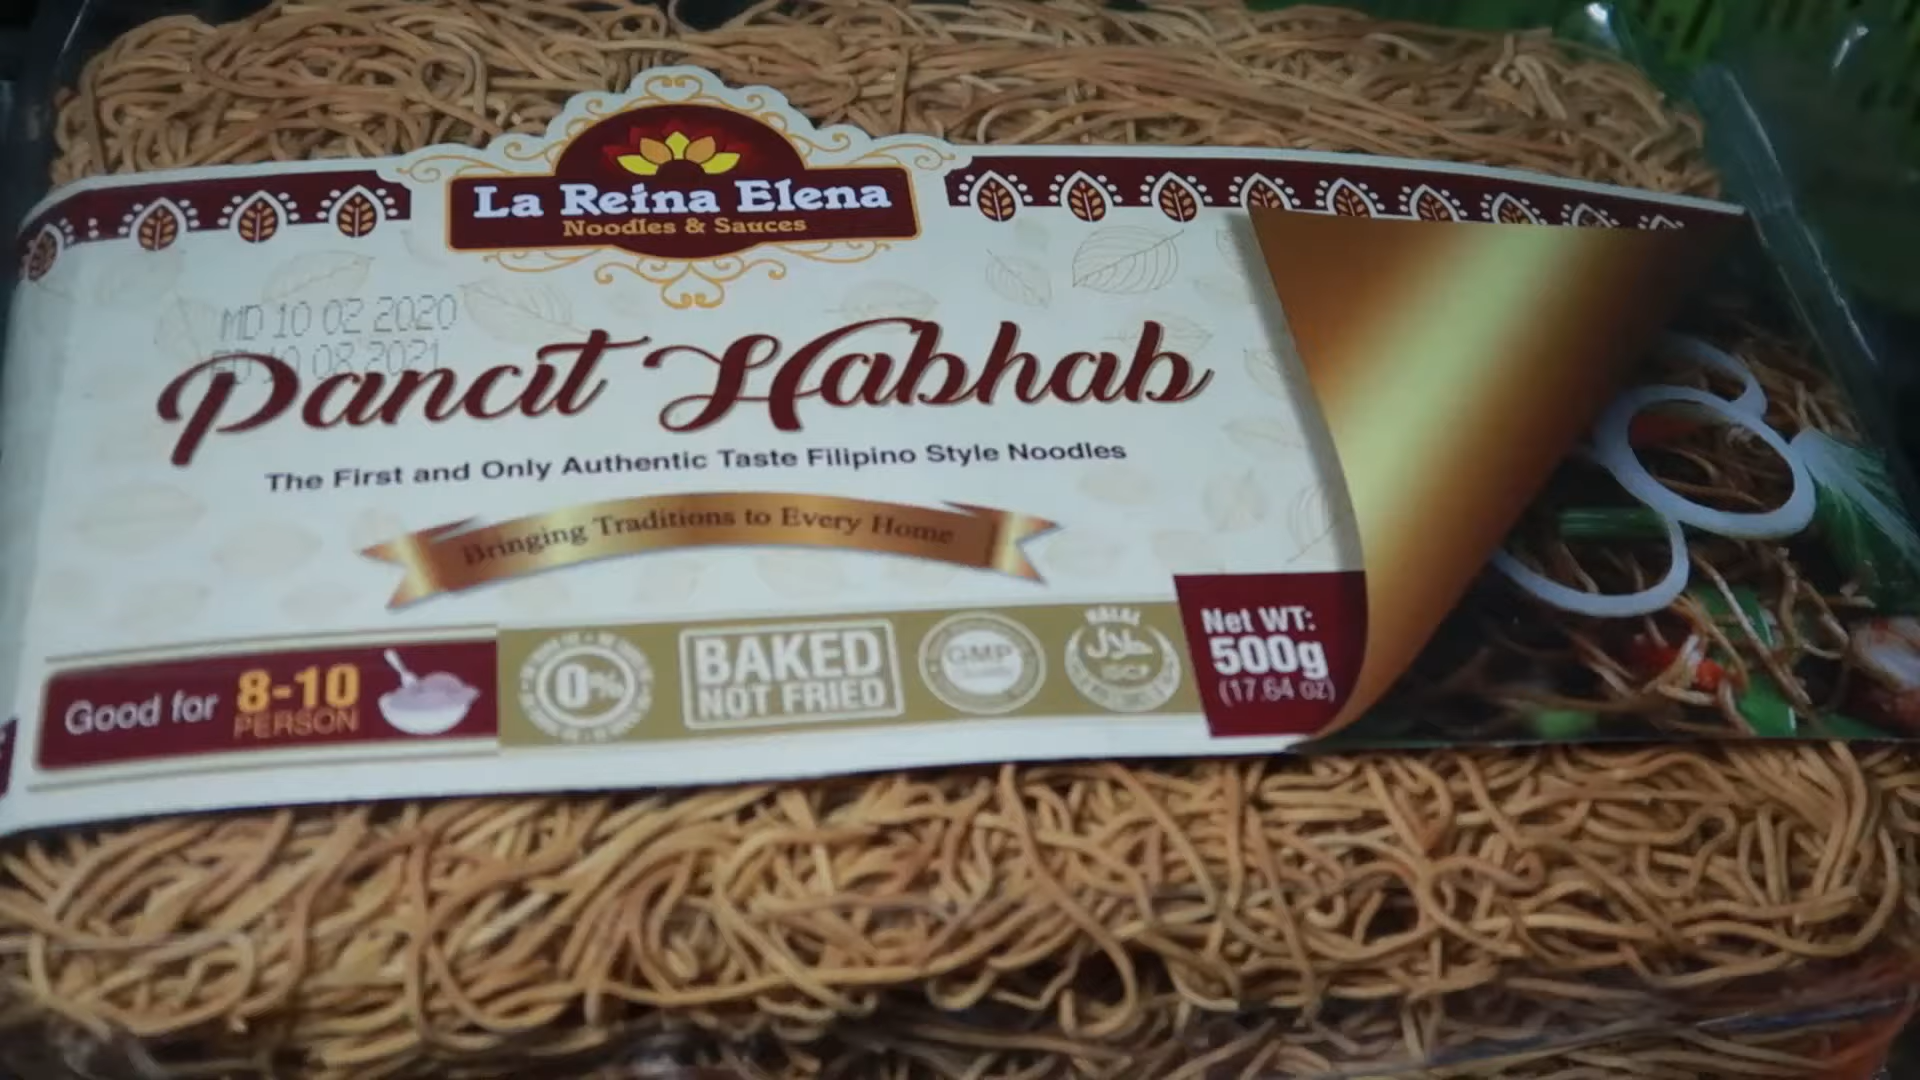 La Reina Elena
Noodles & Sauces
MD 10 02 2020
10 08 2021
Pancit Habhab
The First and Only Authentic Taste Filipino Style Noodles
Bringing Traditions to Every Home
Good for 8-10 PERSON
0%
BAKED
NOT FRIED
GMP
HALAL
Net WT:
500g
(17.64 oz)